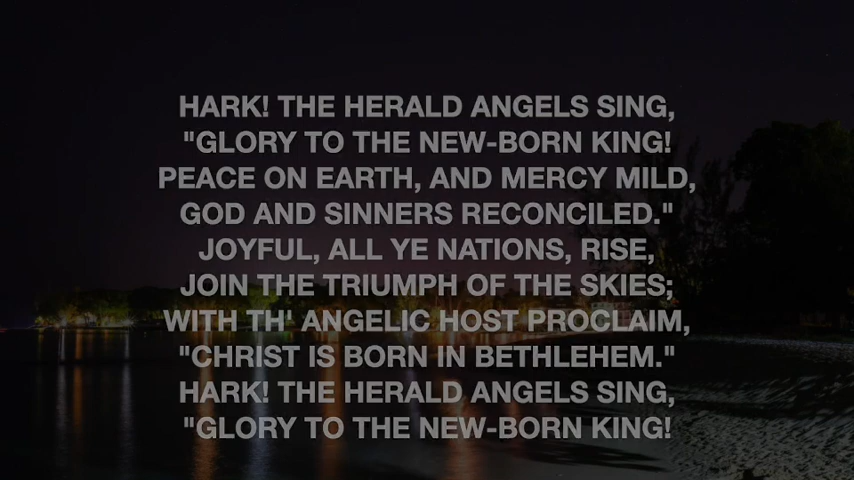 HARK! THE HERALD ANGELS SING,
"GLORY TO THE NEW-BORN KING!
PEACE ON EARTH, AND MERCY MILD,
GOD AND SINNERS RECONCILED."
JOYFUL, ALL YE NATIONS, RISE,
JOIN THE TRIUMPH OF THE SKIES;
WITH TH' ANGELIC HOST PROCLAIM,
"CHRIST IS BORN IN BETHLEHEM."
HARK! THE HERALD ANGELS SING,
"GLORY TO THE NEW-BORN KING!